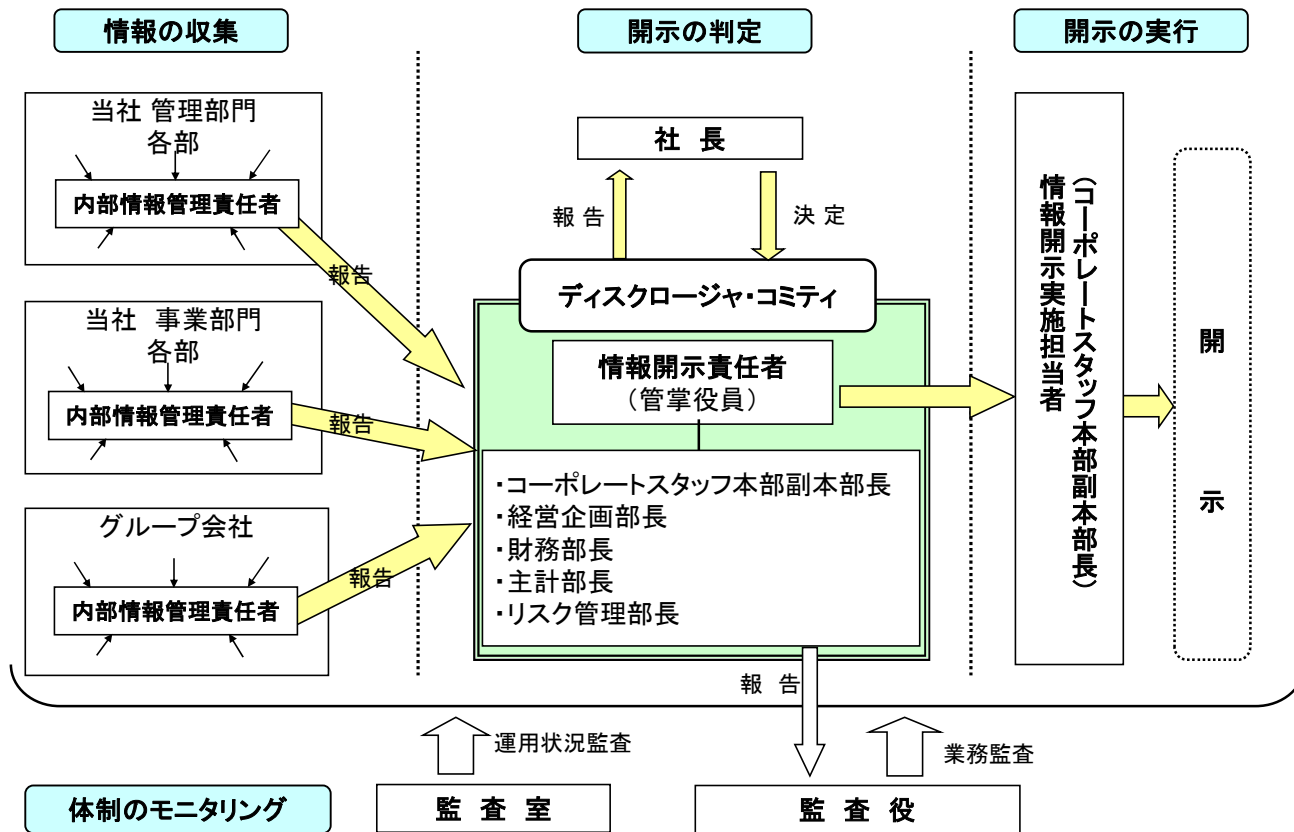 情報の収集
開示の判定
開示の実行
当社 管理部門
各部
内部情報管理責任者
報告
当社 事業部門
各部
内部情報管理責任者
報告
グループ会社
内部情報管理責任者
報告
社 長
報 告
決 定
ディスクロージャ・コミティ
情報開示責任者
（管掌役員）
・コーポレートスタッフ本部副本部長
・経営企画部長
・財務部長
・主計部長
・リスク管理部長
情報開示実施担当者
（コーポレートスタッフ本部副本部長）
開 示
報 告
運用状況監査
業務監査
体制のモニタリング
監 査 室
監 査 役